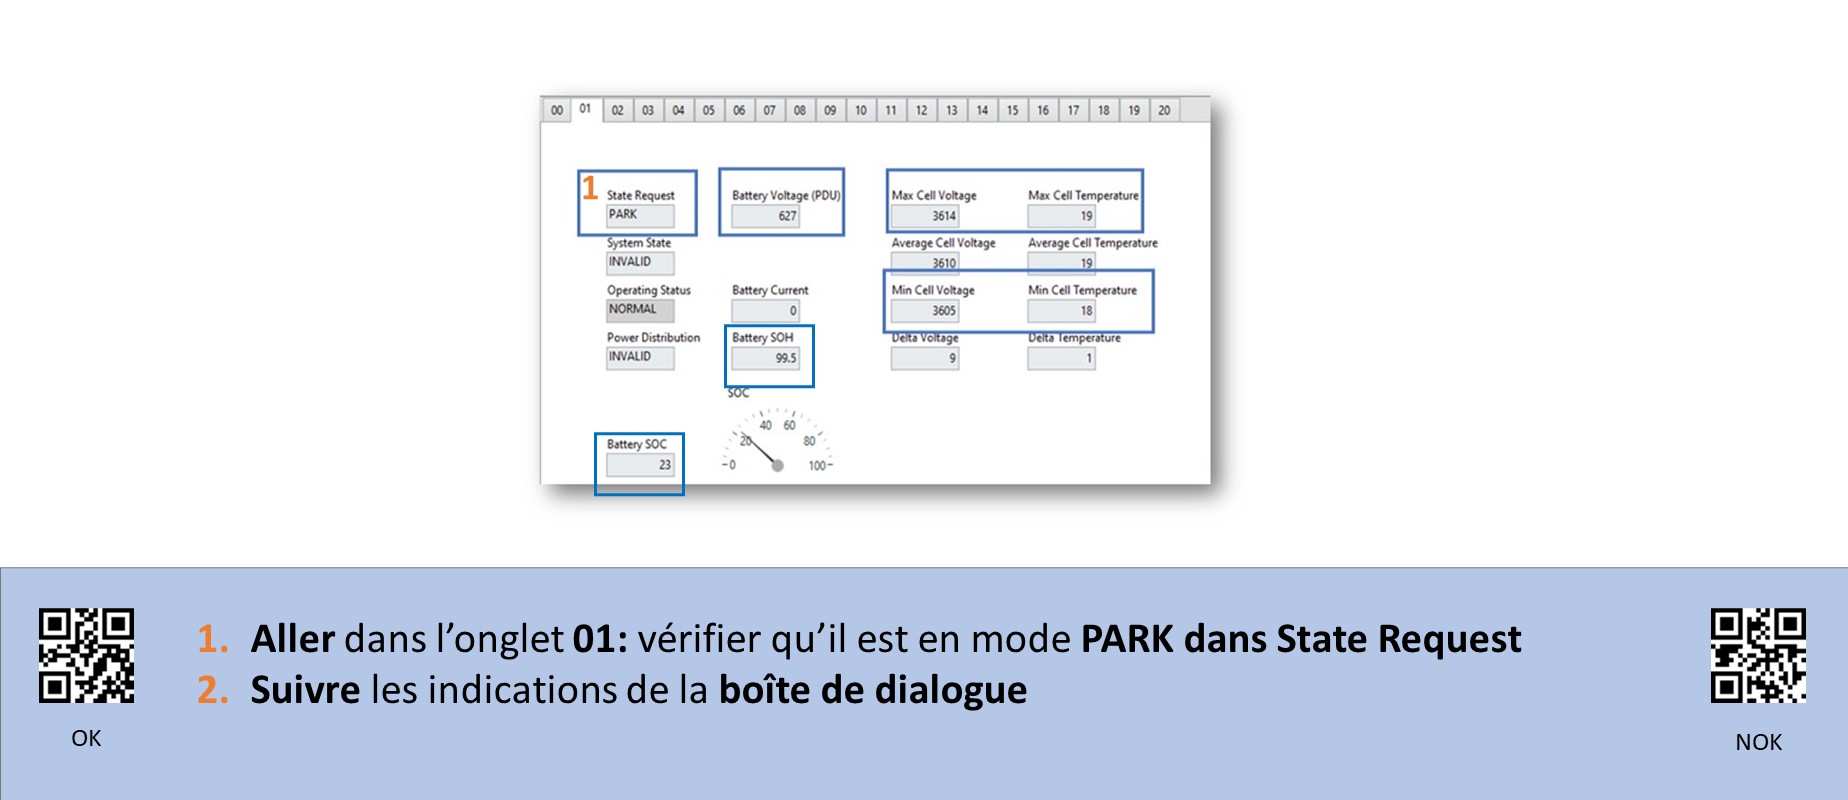 00 01 02 03 04 05 06 07 08 09 10 11 12 13 14 15 16 17 18 19 20
1 State Request Battery Voltage (PDU) Max Cell Voltage Max Cell Temperature
PARK 627 3614 19
System State Average Cell Voltage Average Cell Temperature
INVALID 3610 19
Operating Status Battery Current Min Cell Voltage Min Cell Temperature
NORMAL 0 3605 18
Power Distribution Battery SOH Delta Voltage Delta Temperature
INVALID 99.5 9 1
SOC
40 60
20 80
0 100
Battery SOC
23
1. Aller dans l’onglet 01: vérifier qu’il est en mode PARK dans State Request
2. Suivre les indications de la boîte de dialogue
OK
NOK